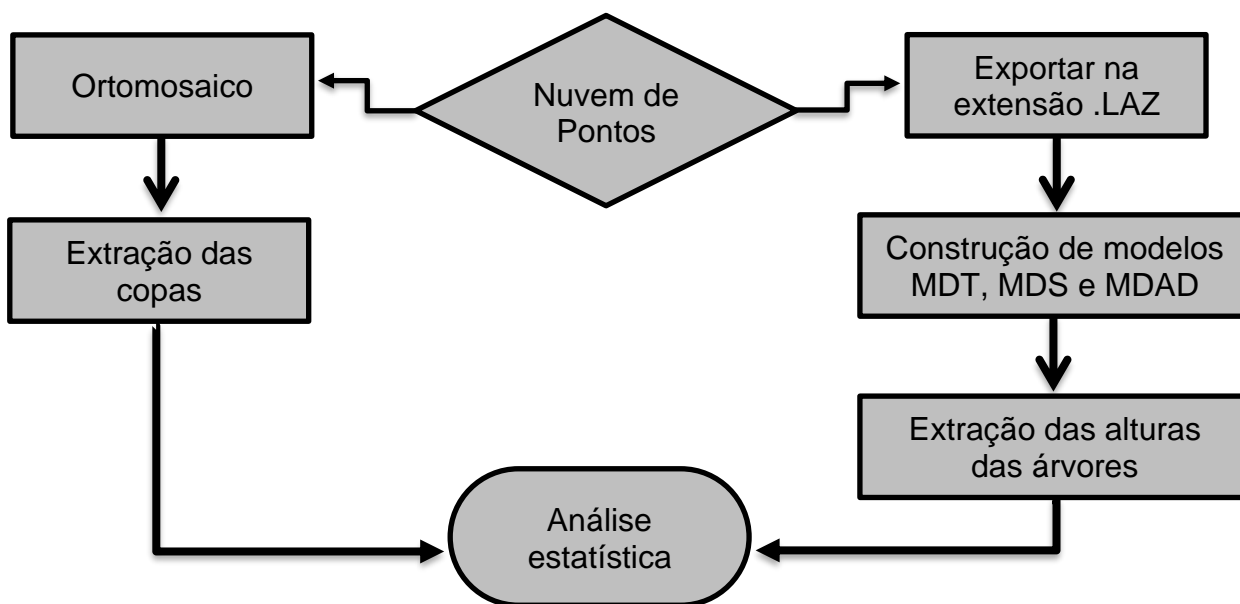 Ortomosaico
Nuvem de
Pontos
Exportar na
extensão .LAZ
Extração das
copas
Construção de modelos
MDT, MDS e MDAD
Extração das alturas
das árvores
Análise
estatística